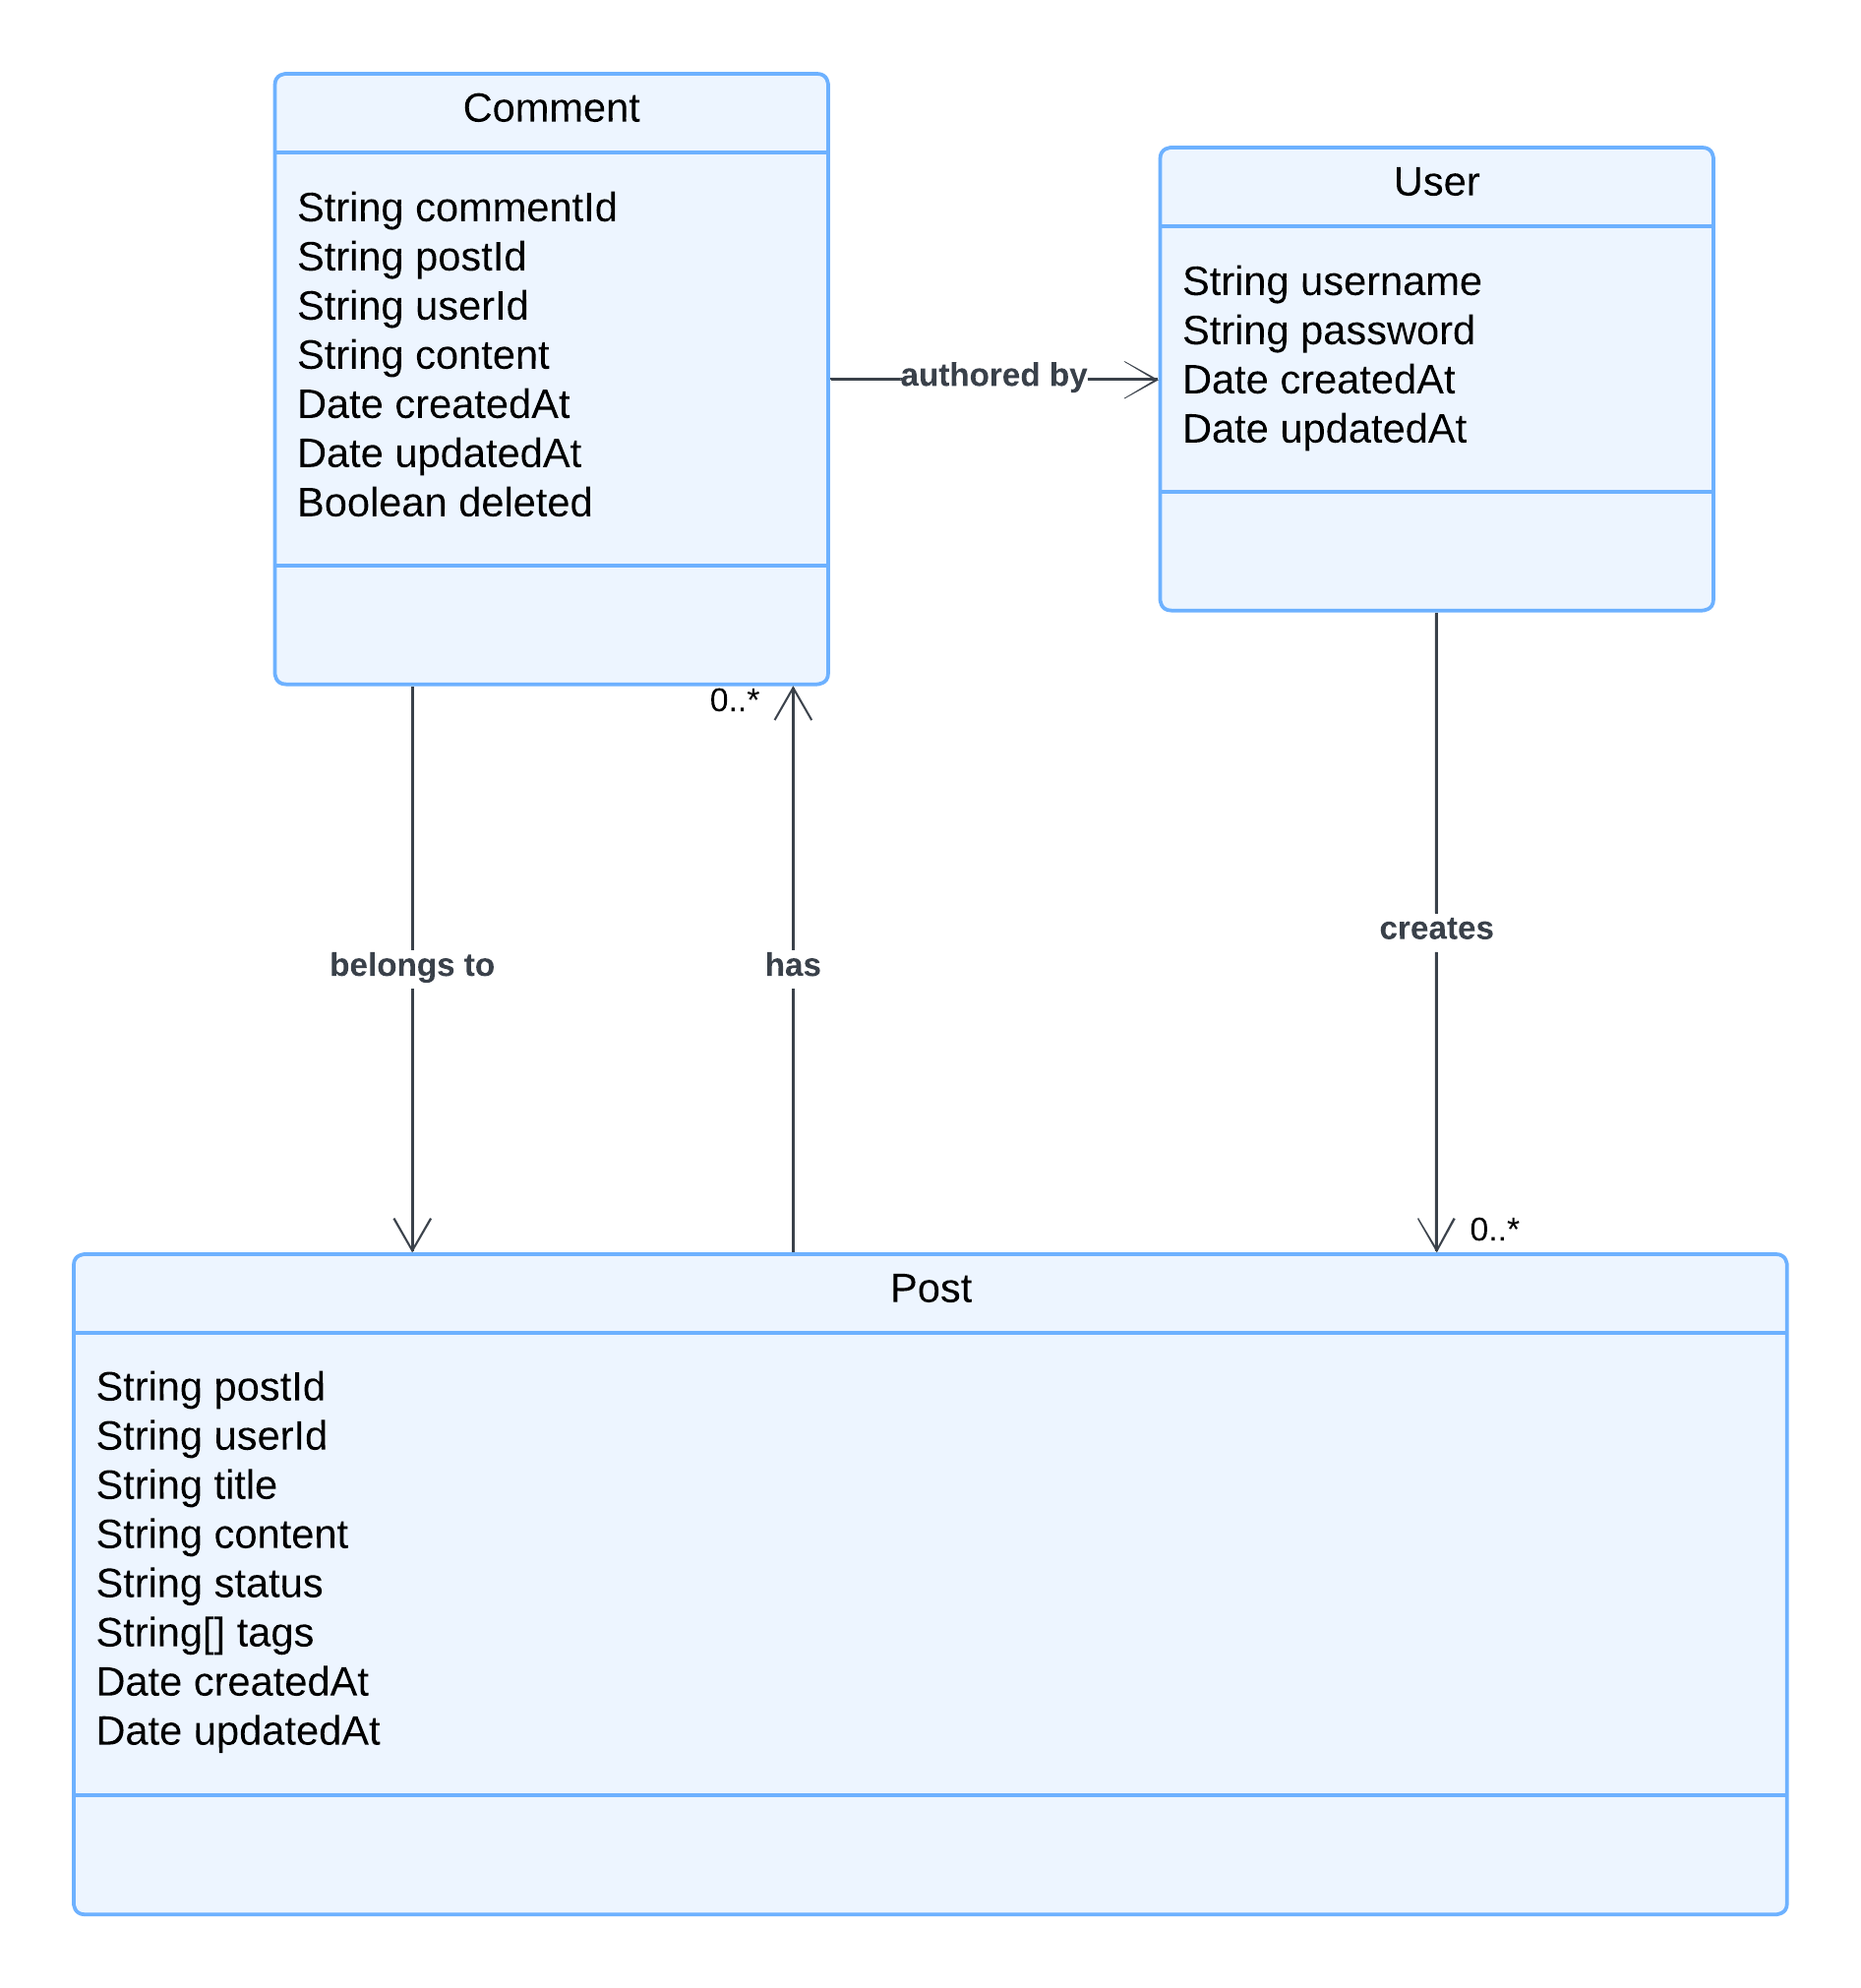 Comment
String commentId
String postId
String userId
String content
Date createdAt
Date updatedAt
Boolean deleted
User
String username
String password
Date createdAt
Date updatedAt
authored by
0..*
belongs to
has
creates
0..*
Post
String postId
String userId
String title
String content
String status
String[] tags
Date createdAt
Date updatedAt